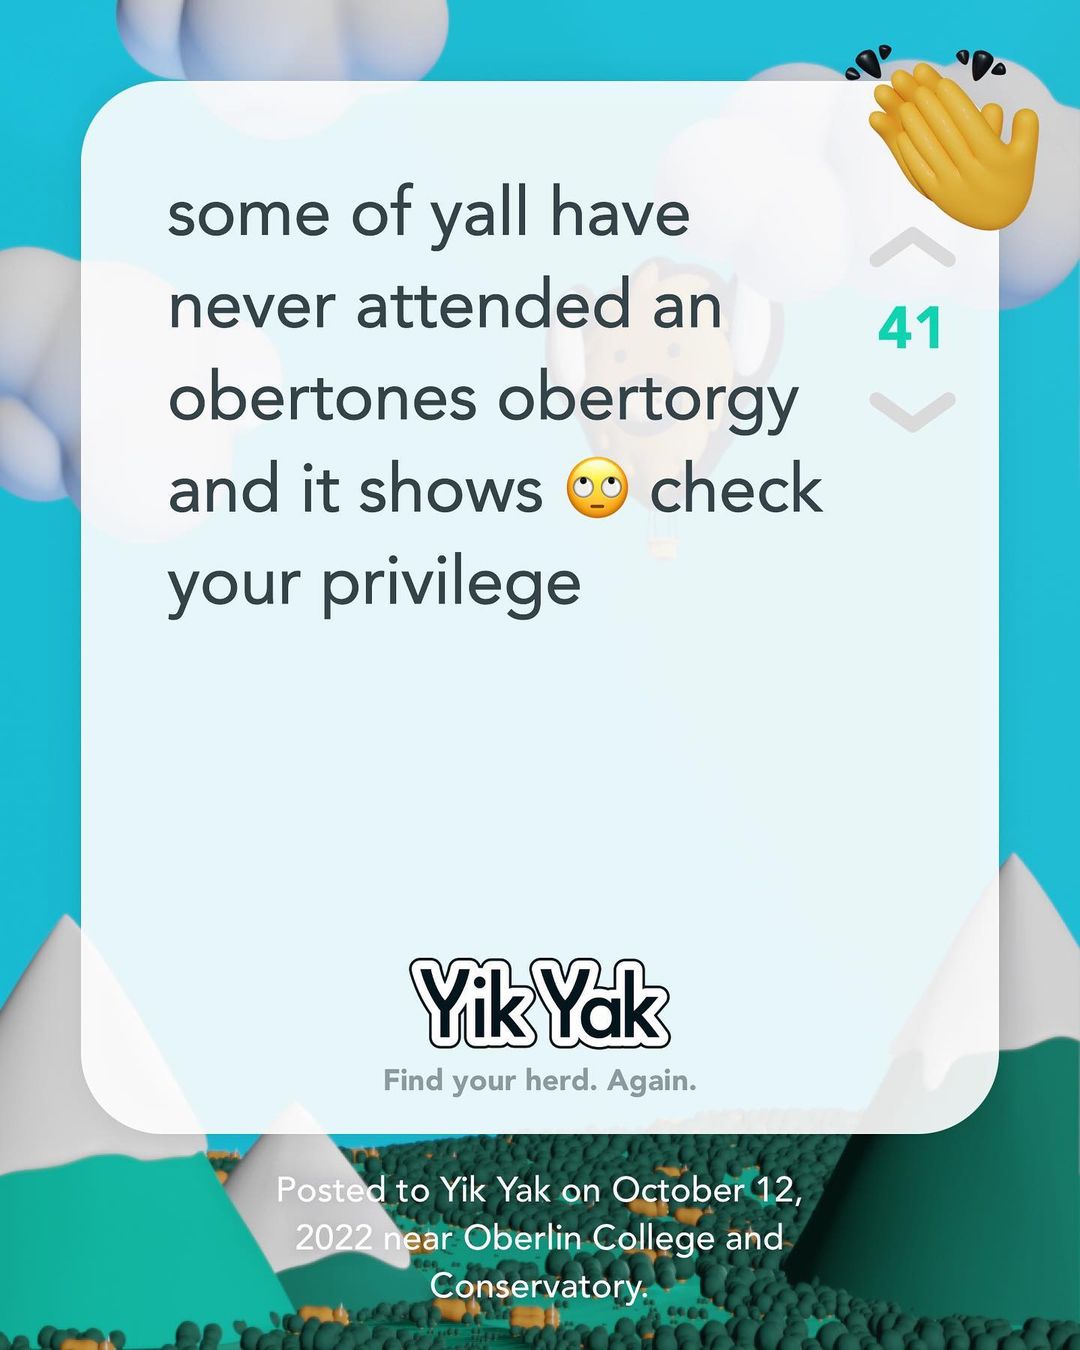 some of yall have
never attended an
obertones obertorgy
and it shows 🙄 check
your privilege
41
Yik Yak
Find your herd. Again.
Posted to Yik Yak on October 12,
2022 near Oberlin College and
Conservatory.